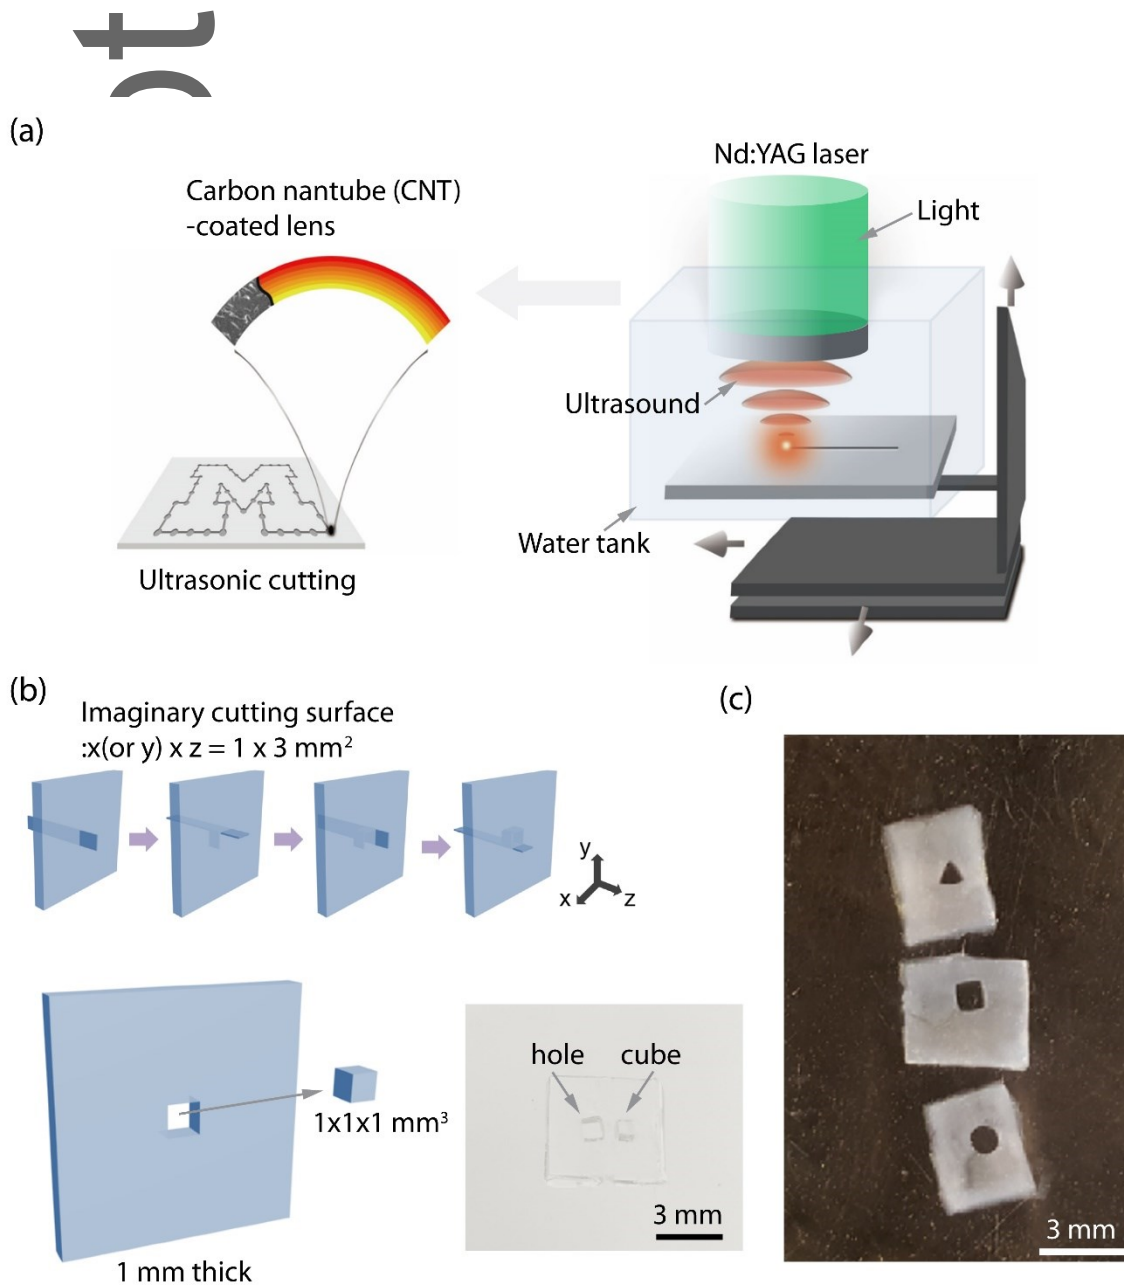 (a)
Nd:YAG laser
Carbon nantube (CNT)
-coated lens
Light
Ultrasound
Water tank
Ultrasonic cutting
(b)
(c)
Imaginary cutting surface
:x(or y) x z = 1 x 3 mm²
y
x
z
hole
cube
1x1x1 mm³
3 mm
3 mm
1 mm thick